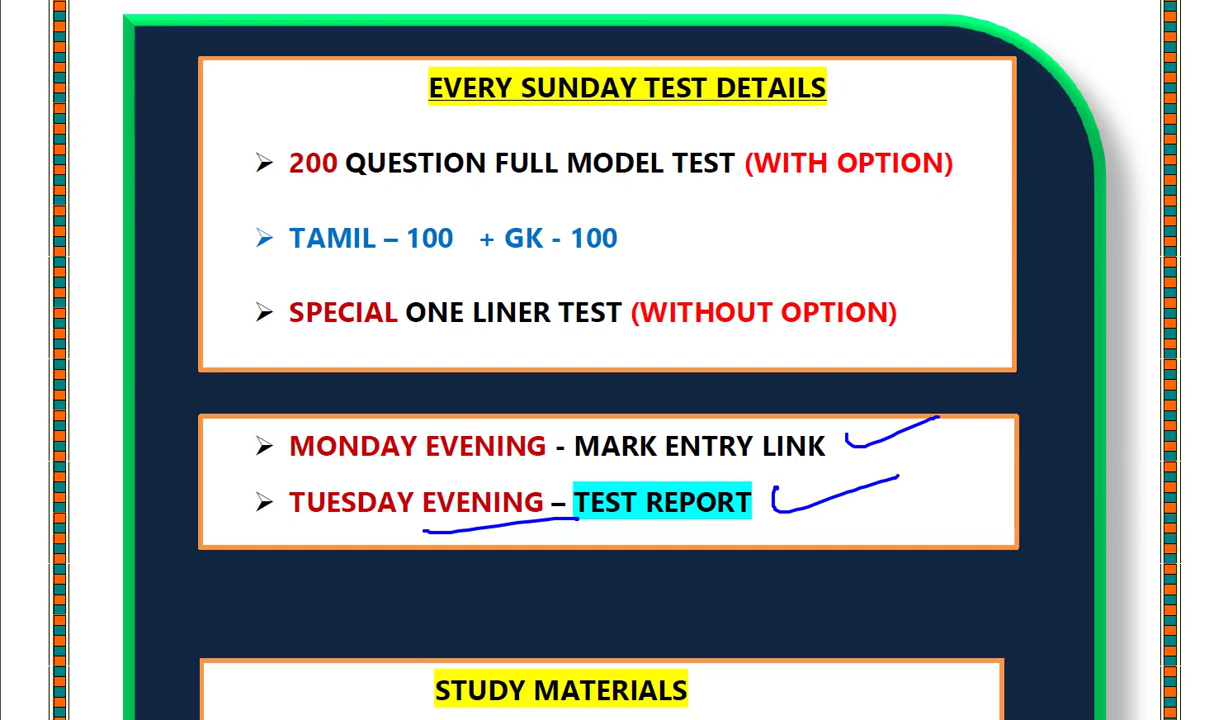 EVERY SUNDAY TEST DETAILS
➢ 200 QUESTION FULL MODEL TEST (WITH OPTION)
➢ TAMIL – 100 + GK - 100
➢ SPECIAL ONE LINER TEST (WITHOUT OPTION)
➢ MONDAY EVENING - MARK ENTRY LINK
➢ TUESDAY EVENING – TEST REPORT
STUDY MATERIALS